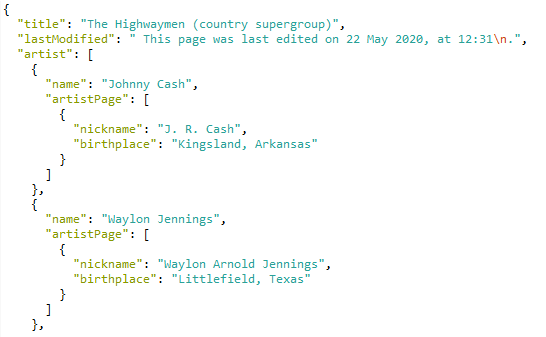 {
  "title": "The Highwaymen (country supergroup)",
  "lastModified": " This page was last edited on 22 May 2020, at 12:31\n.",
  "artist": [
    {
      "name": "Johnny Cash",
      "artistPage": [
        {
          "nickname": "J. R. Cash",
          "birthplace": "Kingsland, Arkansas"
        }
      ]
    },
    {
      "name": "Waylon Jennings",
      "artistPage": [
        {
          "nickname": "Waylon Arnold Jennings",
          "birthplace": "Littlefield, Texas"
        }
      ]
    },